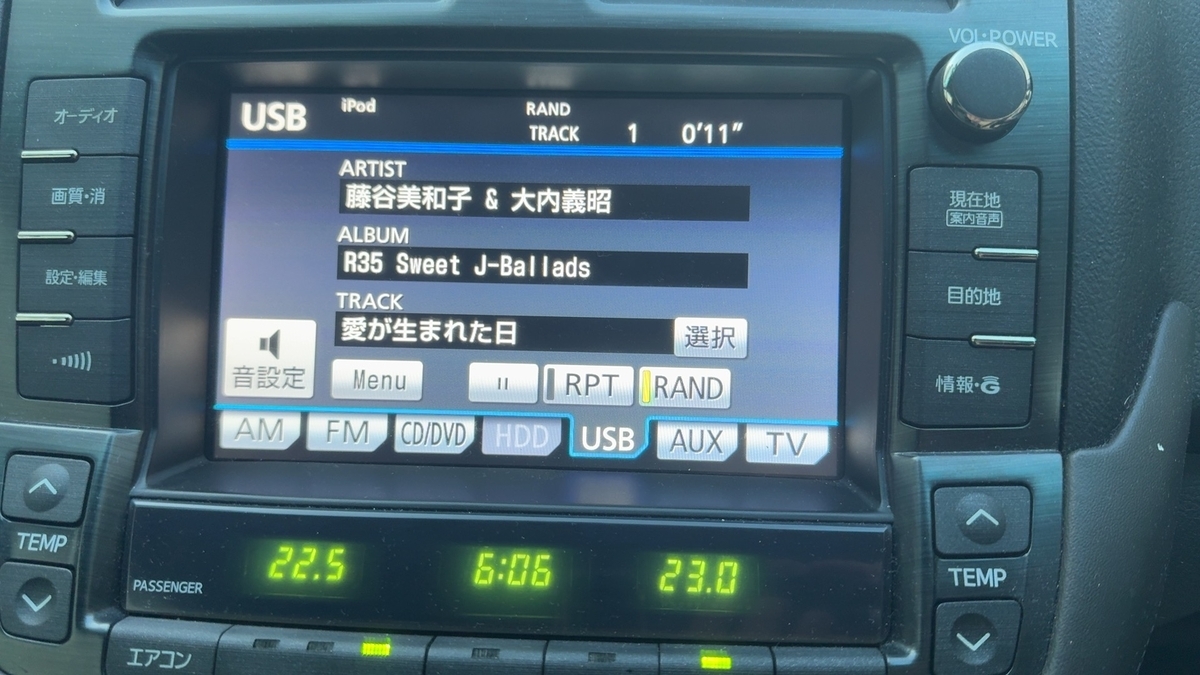 VOL·POWER
オーディオ
画質・消
設定・編集
USB iPod RAND
TRACK 1 0'11"
ARTIST
藤谷美和子 & 大内義昭
ALBUM
R35 Sweet J-Ballads
TRACK
愛が生まれた日 選択
音設定 Menu II RPT RAND
AM FM CD/DVD HDD USB AUX TV
現在地
案内音声
目的地
情報・G
TEMP
PASSENGER
22.5 6:06 23.0
TEMP
エアコン